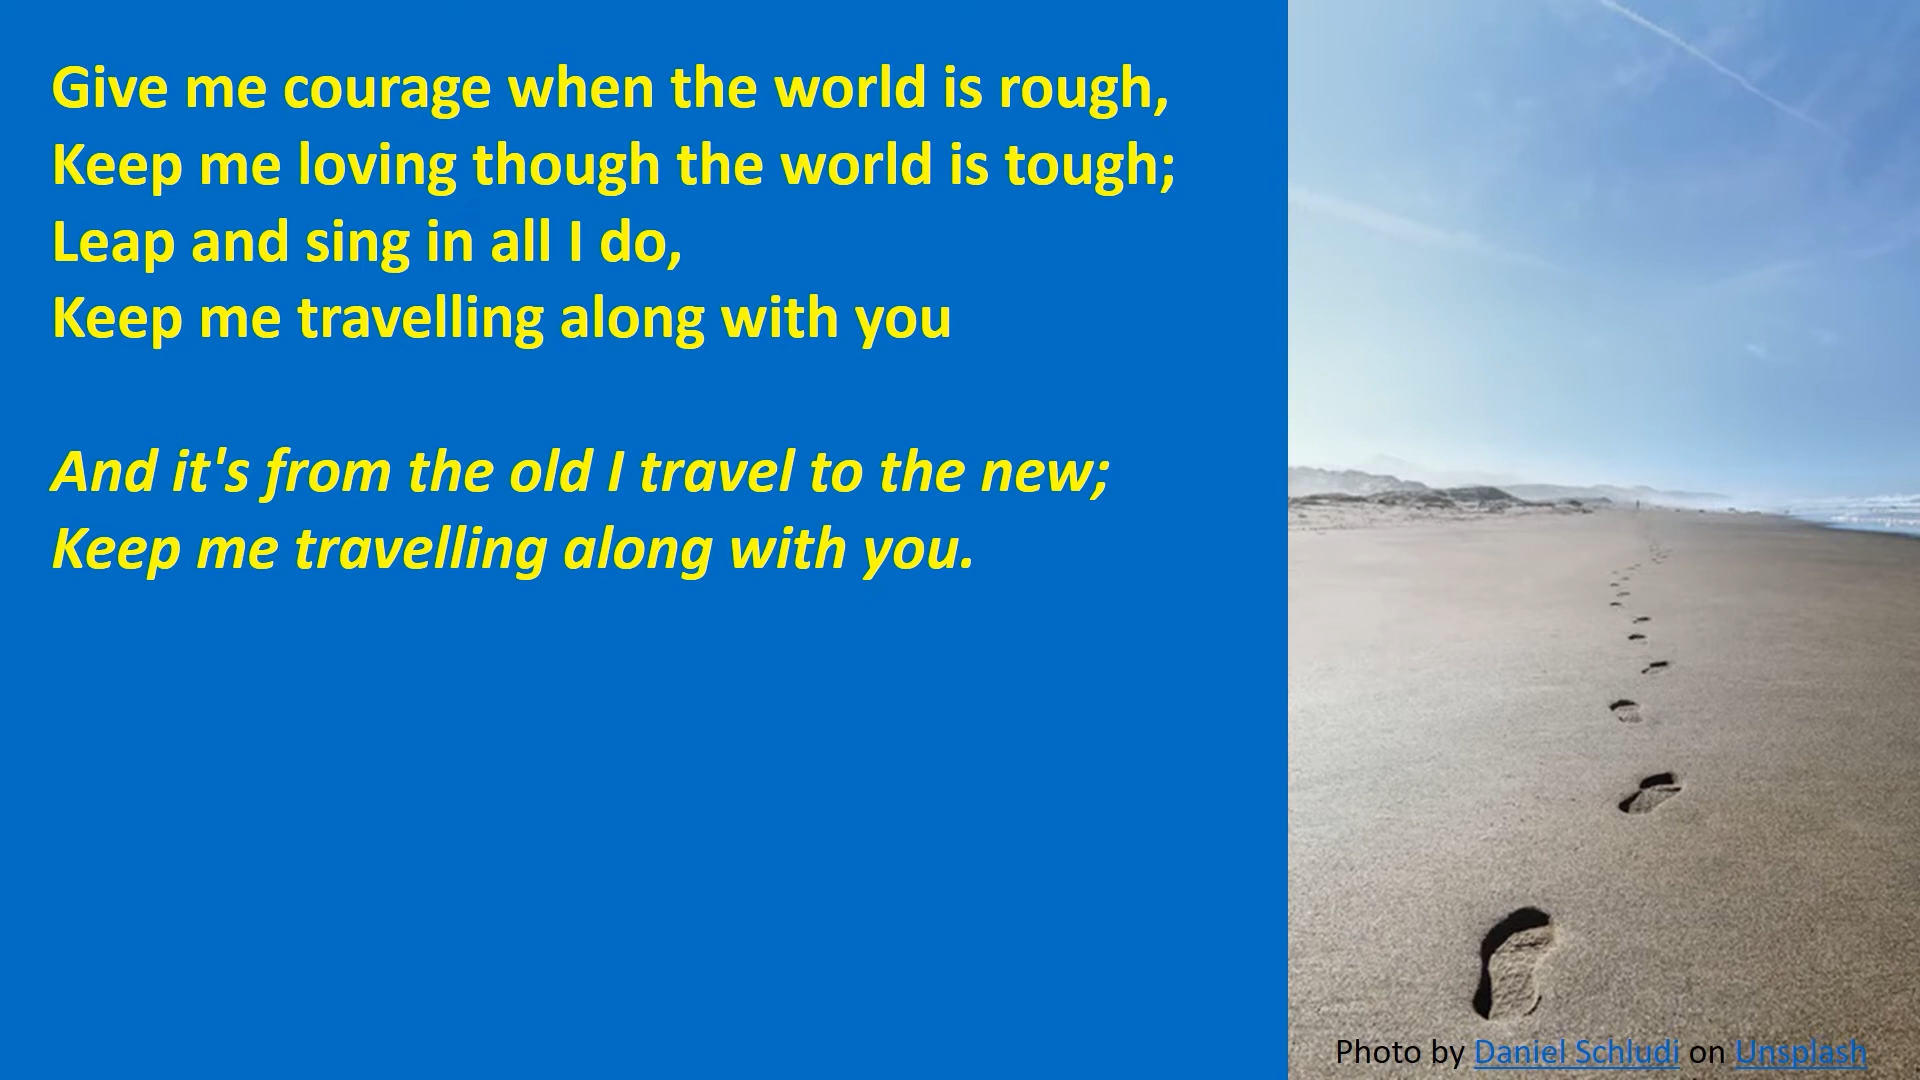 Give me courage when the world is rough,
Keep me loving though the world is tough;
Leap and sing in all I do,
Keep me travelling along with you
And it's from the old I travel to the new;
Keep me travelling along with you.
Photo by Daniel Schludi on Unsplash